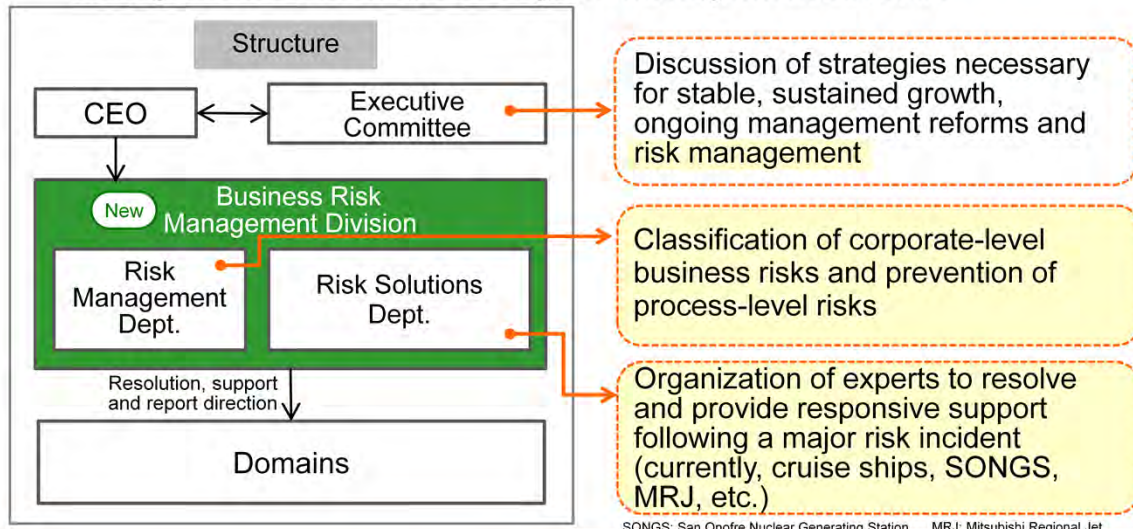 Structure
CEO
Executive
Committee
New
Business Risk
Management Division
Risk
Management
Dept.
Risk Solutions
Dept.
Resolution, support
and report direction
Domains
Discussion of strategies necessary
for stable, sustained growth,
ongoing management reforms and
risk management
Classification of corporate-level
business risks and prevention of
process-level risks
Organization of experts to resolve
and provide responsive support
following a major risk incident
(currently, cruise ships, SONGS,
MRJ, etc.)
SONGS: San Onofre Nuclear Generating Station MRJ: Mitsubishi Regional Jet